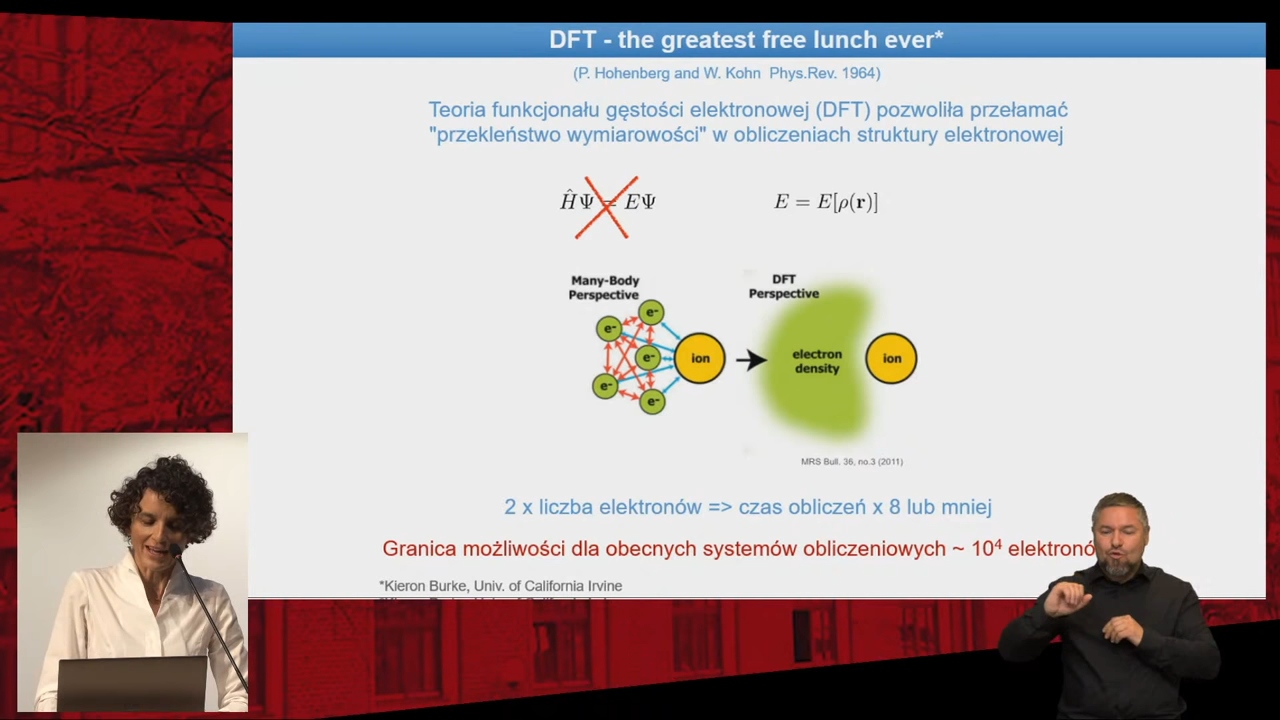 DFT - the greatest free lunch ever*
(P. Hohenberg and W. Kohn Phys.Rev. 1964)
Teoria funkcjonału gęstości elektronowej (DFT) pozwoliła przełamać
"przekleństwo wymiarowości" w obliczeniach struktury elektronowej
ĤΨ = EΨ
E = E[ρ(r)]
Many-Body
Perspective
e-
e-
e-
e-
e-
ion
DFT
Perspective
electron
density
ion
MRS Bull. 36, no.3 (2011)
2 x liczba elektronów => czas obliczeń x 8 lub mniej
Granica możliwości dla obecnych systemów obliczeniowych ~ 10⁴ elektronó
*Kieron Burke, Univ. of California Irvine